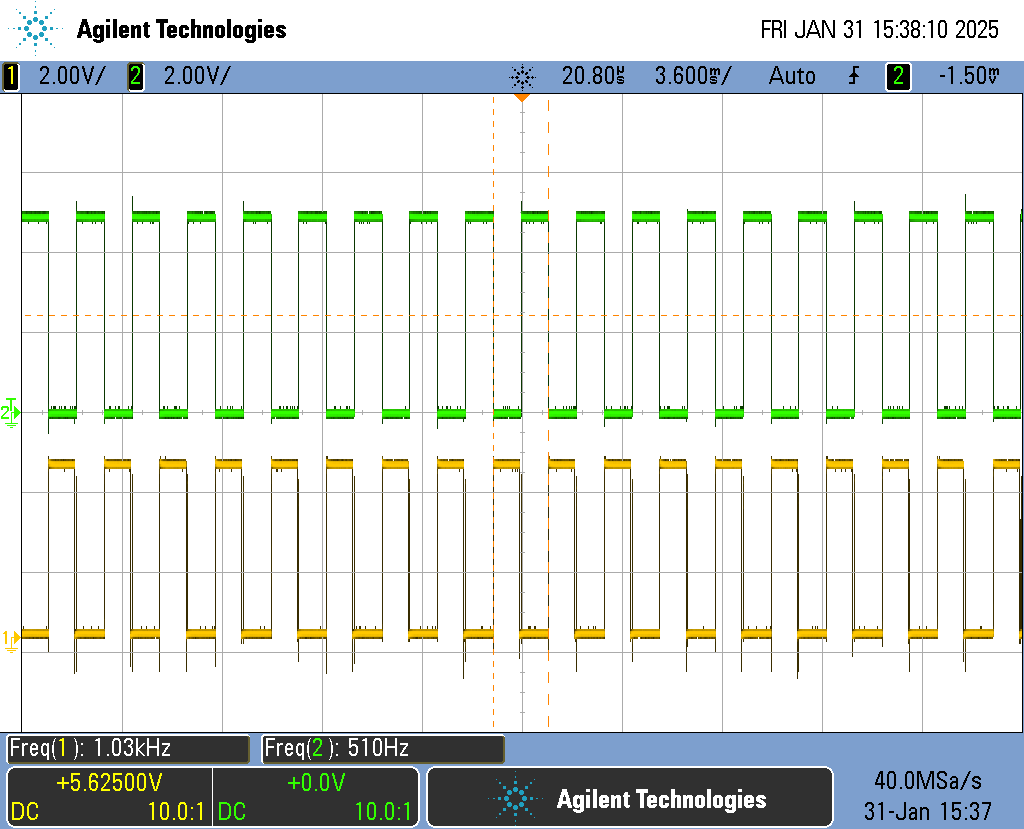 Agilent Technologies
FRI JAN 31 15:38:10 2025
1 2.00V/ 2 2.00V/ 20.80µs 3.600ms/ Auto 2 -1.50V
T
2
1
Freq(1): 1.03kHz Freq(2): 510Hz
+5.62500V +0.0V
DC 10.0:1 DC 10.0:1
Agilent Technologies
40.0MSa/s
31-Jan 15:37